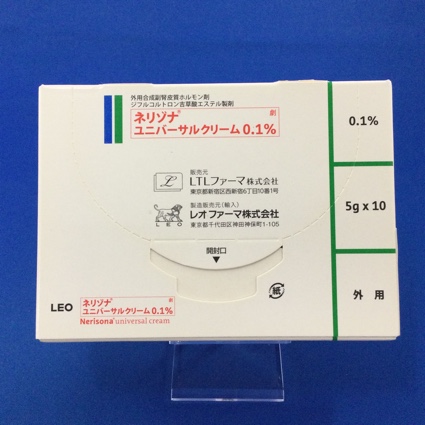 外用合成副腎皮質ホルモン剤
ジフルコルトロン吉草酸エステル製剤
ネリゾナ® 劇
ユニバーサルクリーム0.1%
0.1%
販売元
LTLファーマ株式会社
東京都新宿区西新宿6丁目10番1号
製造販売元(輸入)
レオファーマ株式会社
東京都千代田区神田神保町1-105
LEO
5g x 10
開封口
▼
紙
外用
LEO
ネリゾナ® 劇
ユニバーサルクリーム0.1%
Nerisona® universal cream